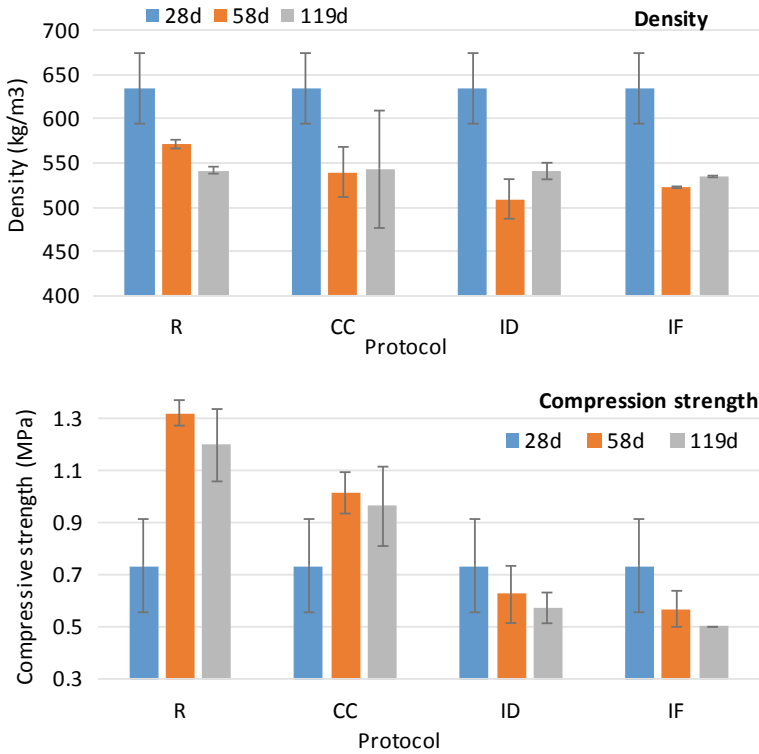 28d 58d 119d Density
700
650
600
550
500
450
400
Density (kg/m3)
R CC ID IF
Protocol
Compression strength
28d 58d 119d
1.3
1.1
0.9
0.7
0.5
0.3
Compressive strength (MPa)
R CC ID IF
Protocol